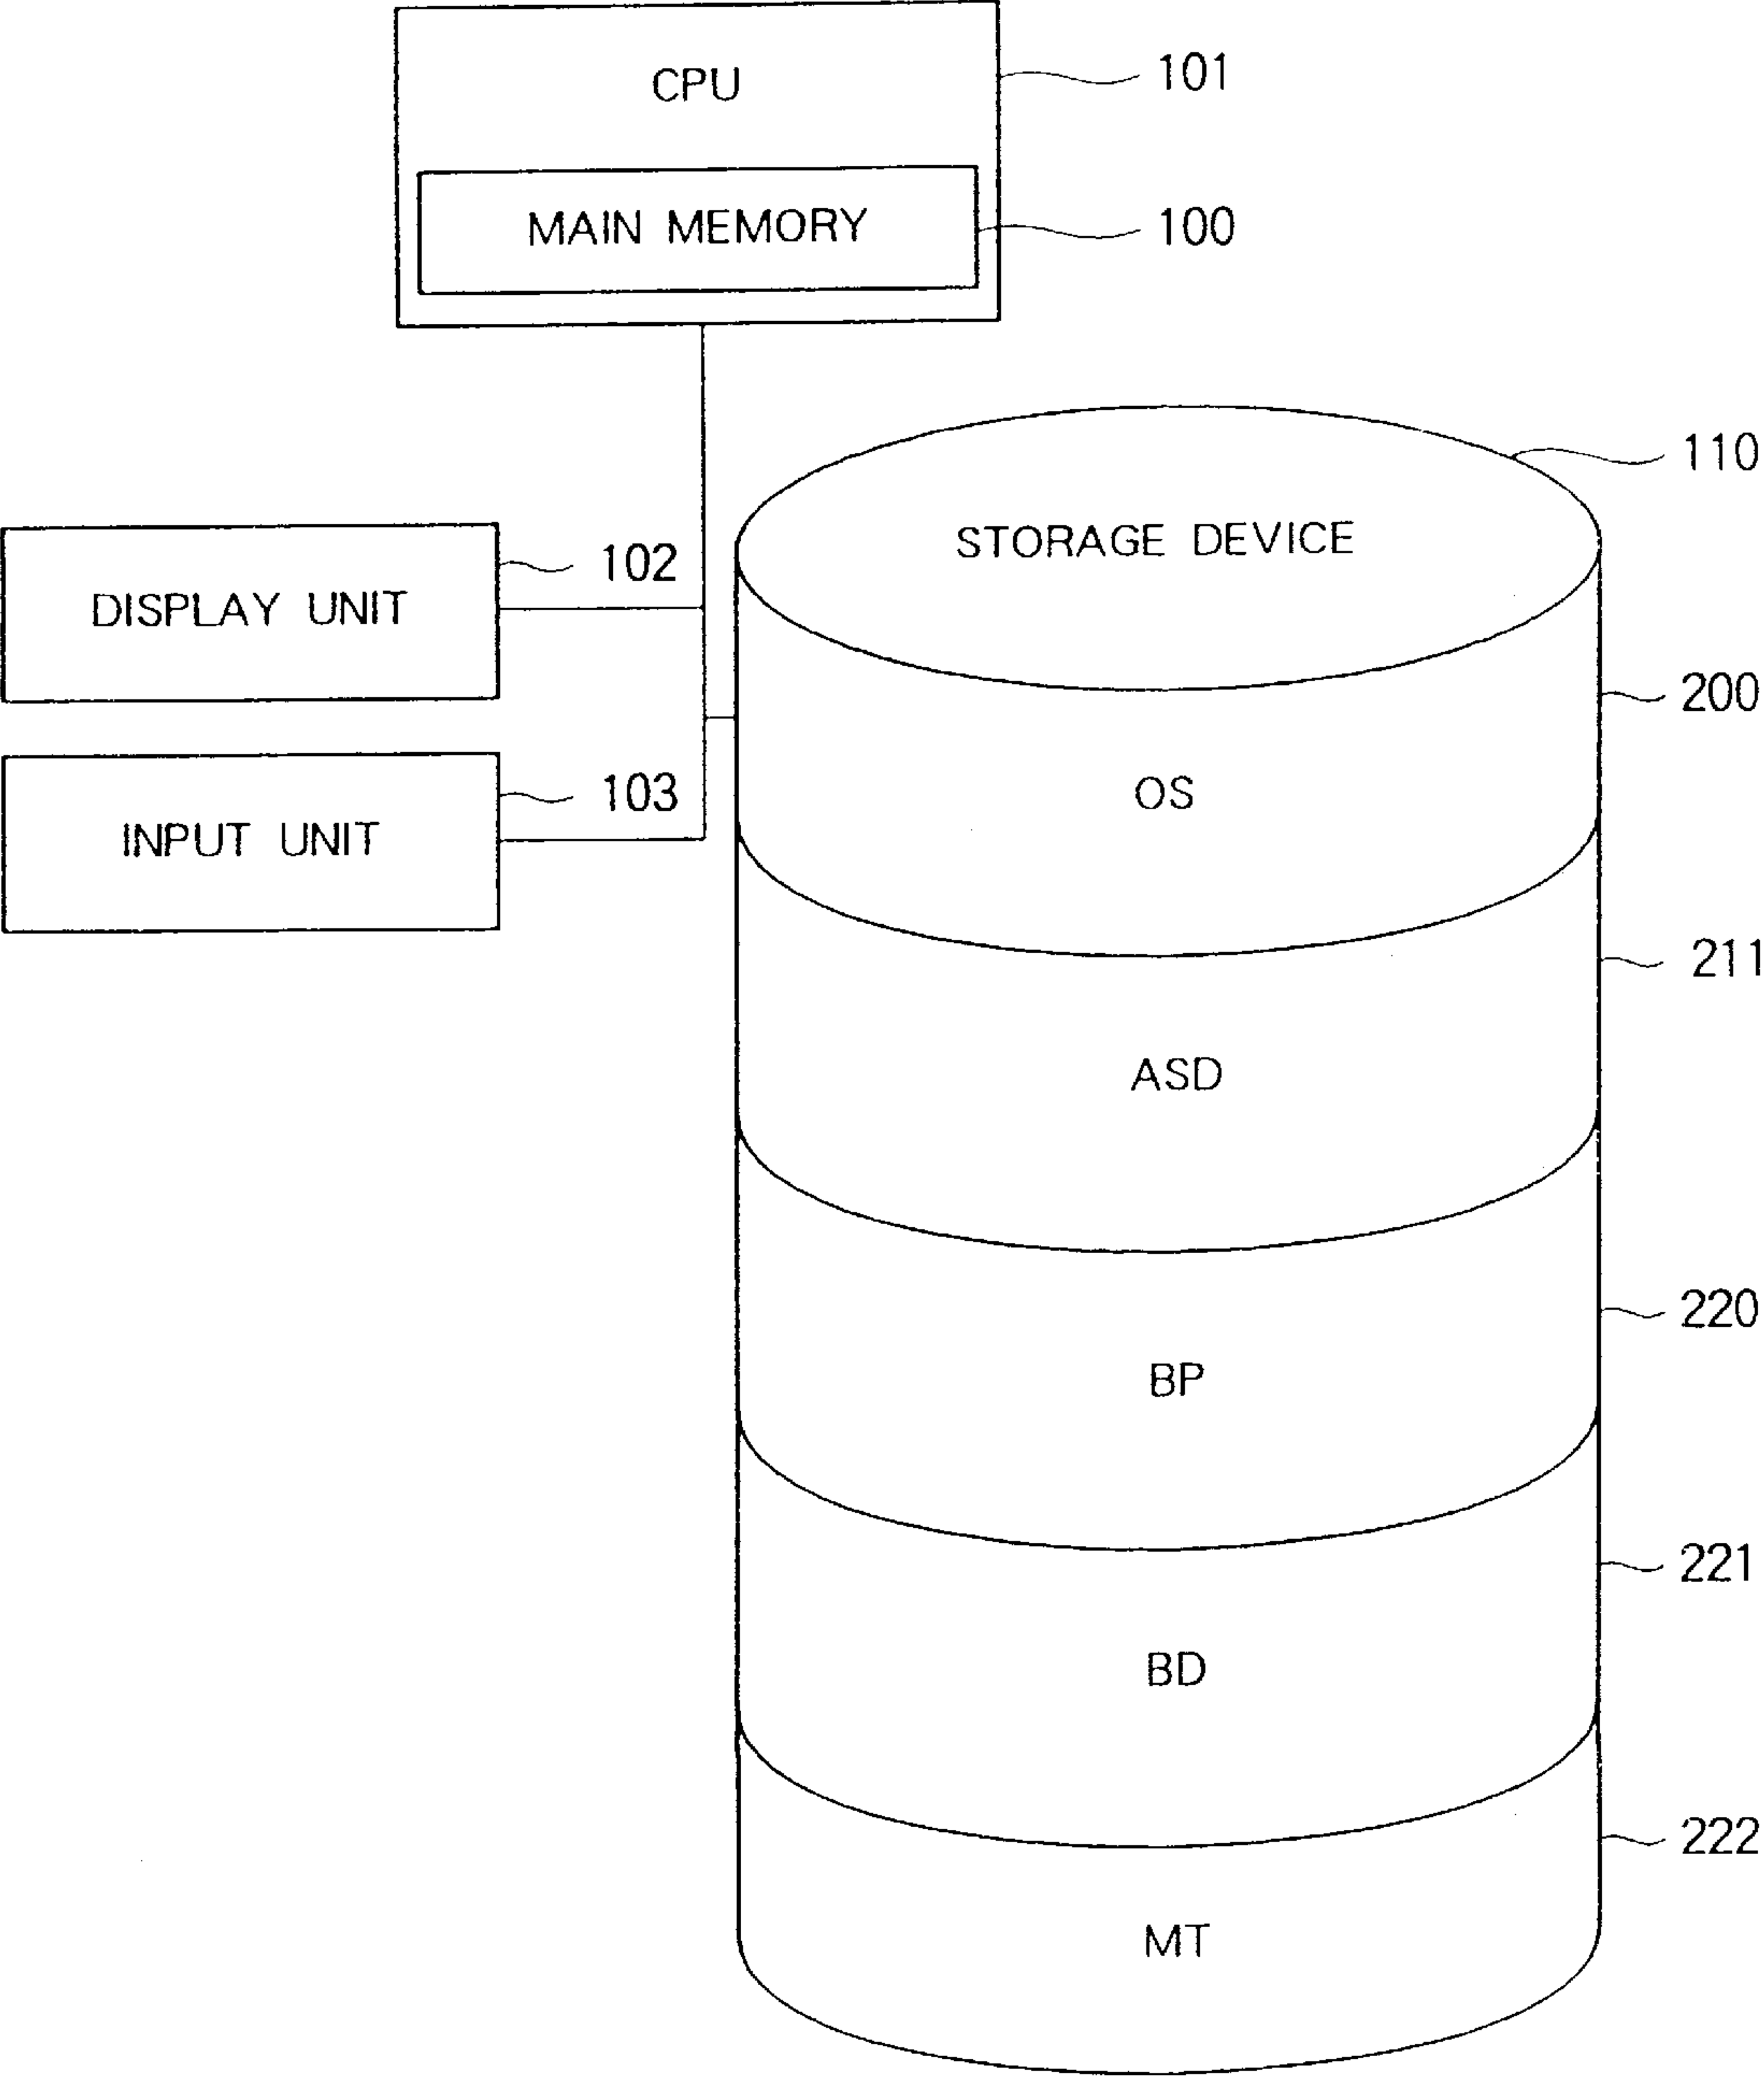 CPU
101
MAIN MEMORY
100
110
STORAGE DEVICE
102
DISPLAY UNIT
200
103
OS
INPUT UNIT
211
ASD
220
BP
221
BD
222
MT